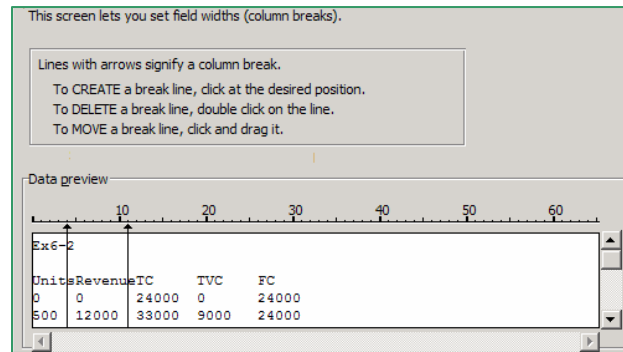 This screen lets you set field widths (column breaks).
Lines with arrows signify a column break.
To CREATE a break line, click at the desired position.
To DELETE a break line, double click on the line.
To MOVE a break line, click and drag it.
Data preview
10 20 30 40 50 60
Ex6-2
UnitsRevenueTC TVC FC
0 0 24000 0 24000
500 12000 33000 9000 24000